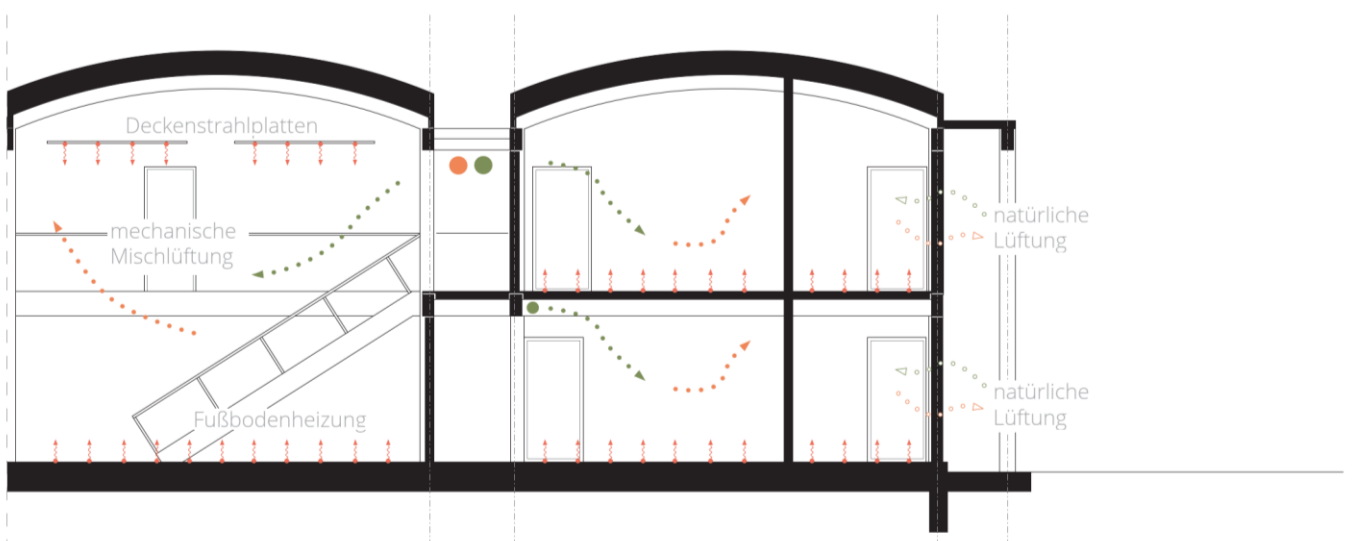 Deckenstrahlplatten
mechanische
Mischlüftung
natürliche
Lüftung
natürliche
Lüftung
Fußbodenheizung